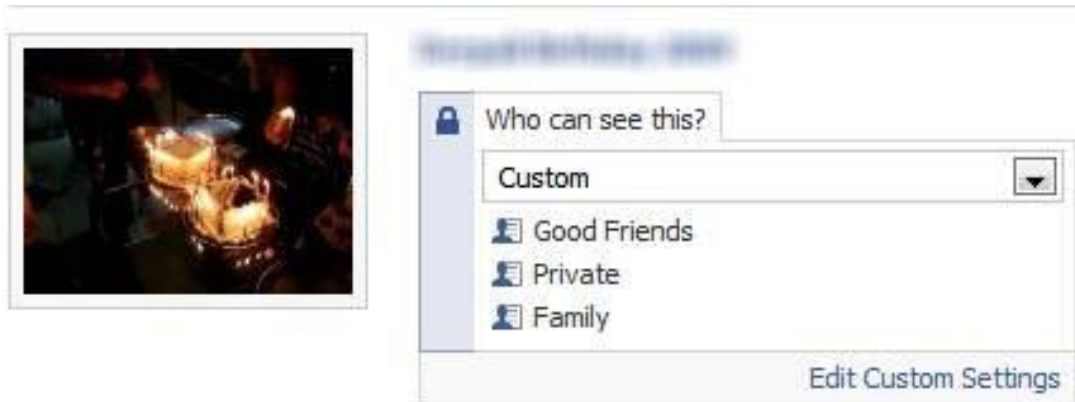 Who can see this?
Custom
Good Friends
Private
Family
Edit Custom Settings